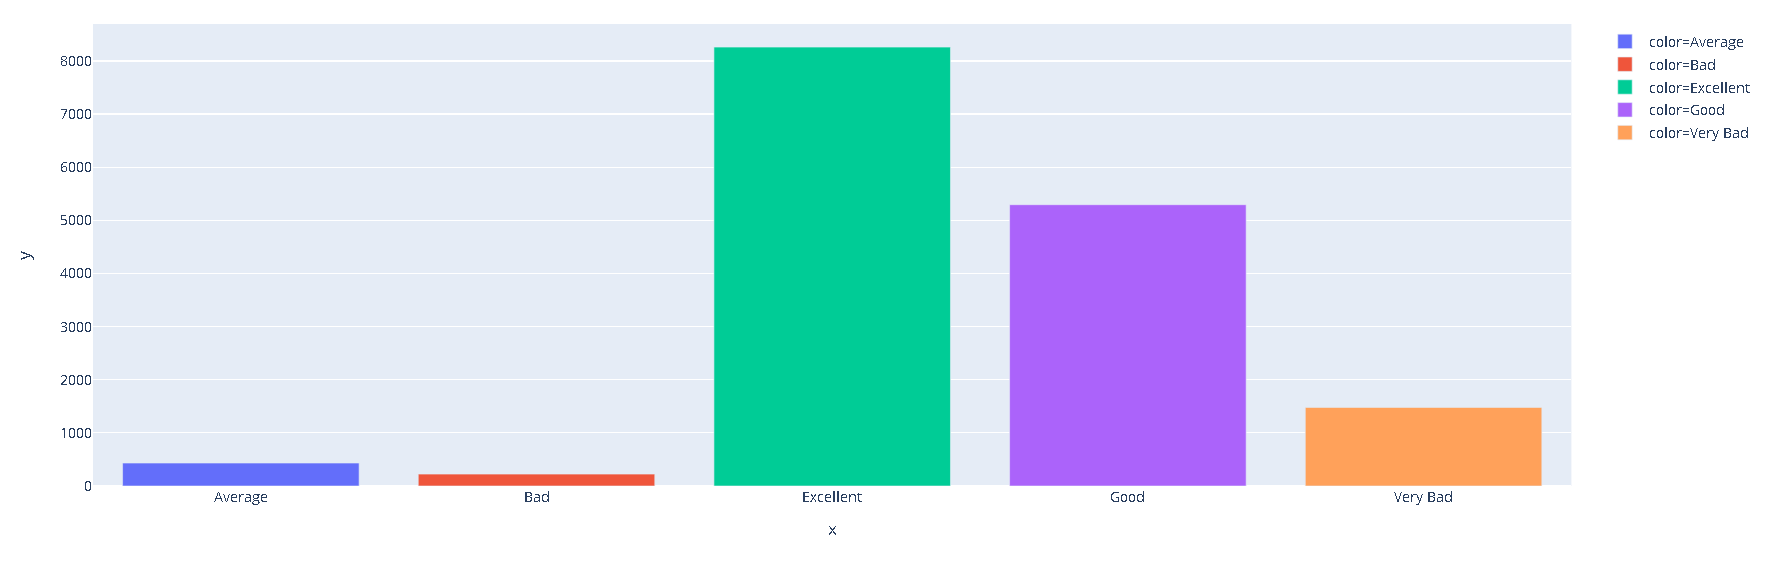 8000
7000
6000
5000
4000
3000
2000
1000
0
y
Average
Bad
Excellent
Good
Very Bad
x
color=Average
color=Bad
color=Excellent
color=Good
color=Very Bad